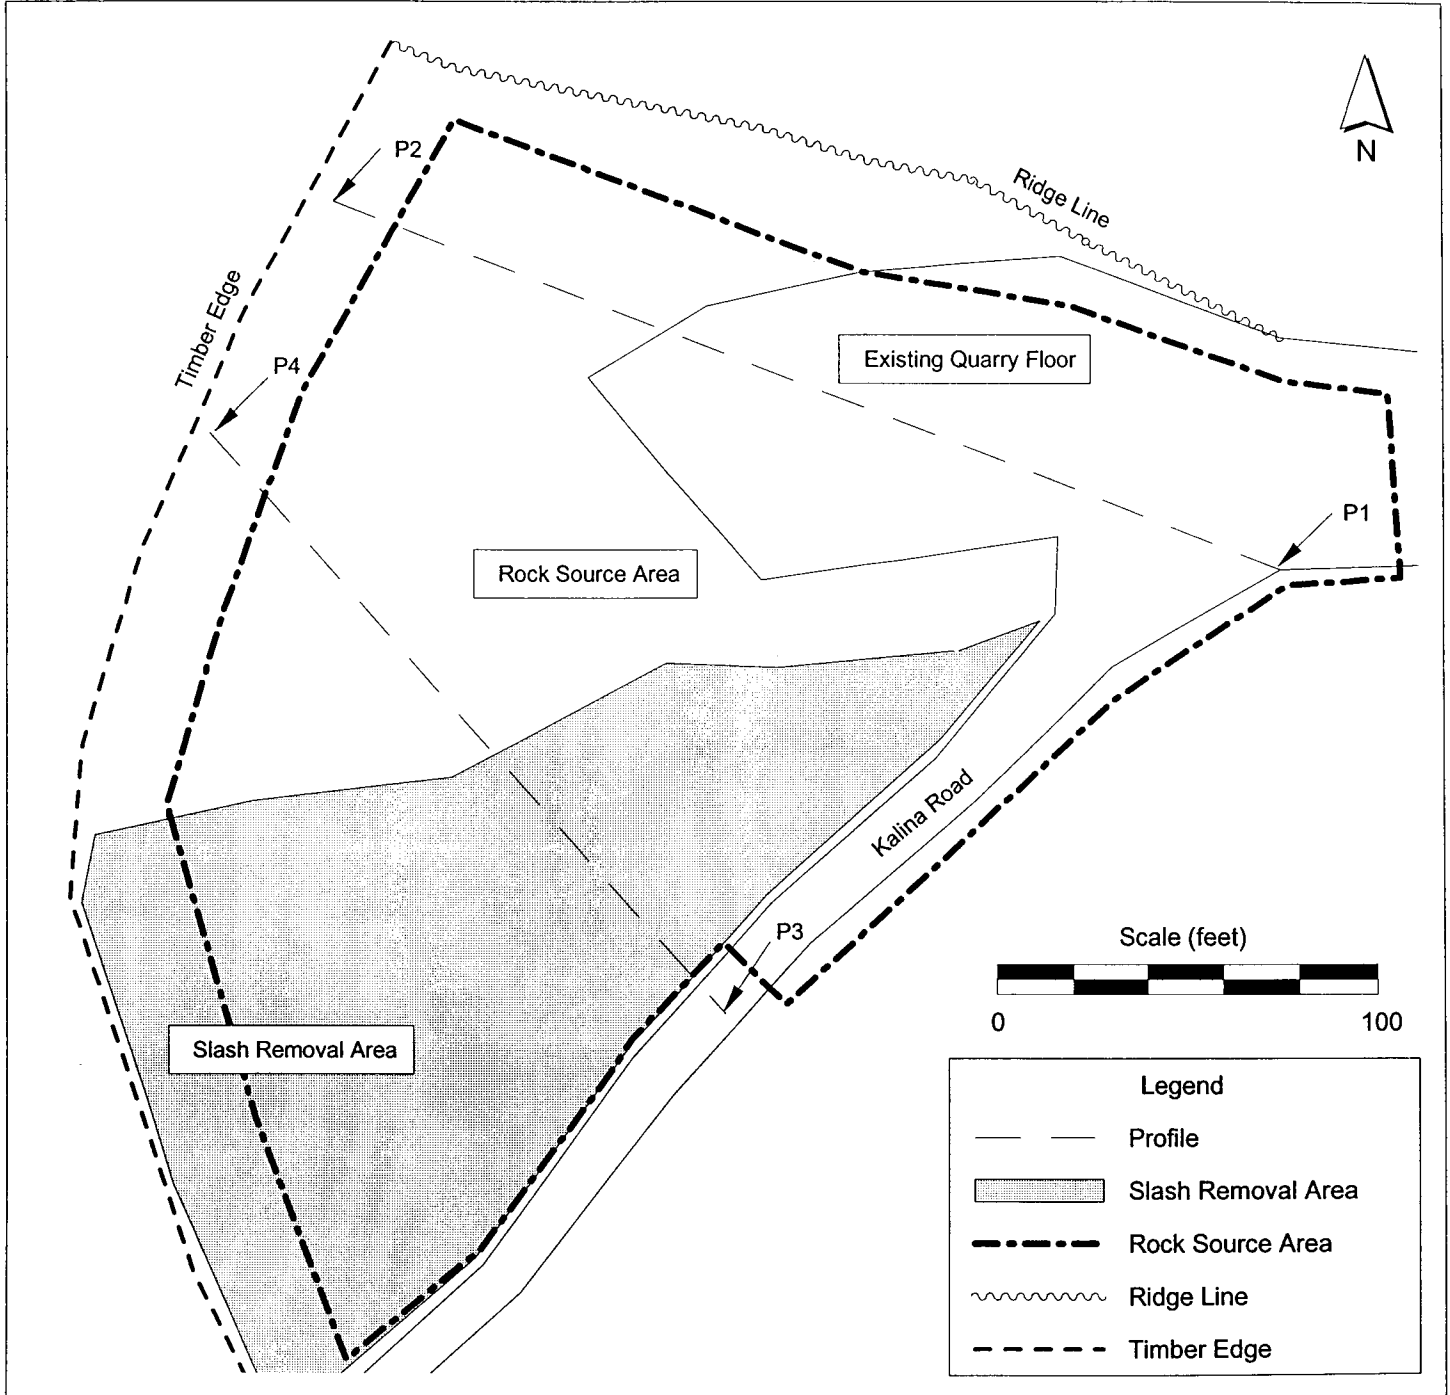 N
P2
Ridge Line
Timber Edge
Existing Quarry Floor
P4
P1
Rock Source Area
Kalina Road
P3
Scale (feet)
0 100
Slash Removal Area
Legend
Profile
Slash Removal Area
Rock Source Area
Ridge Line
Timber Edge